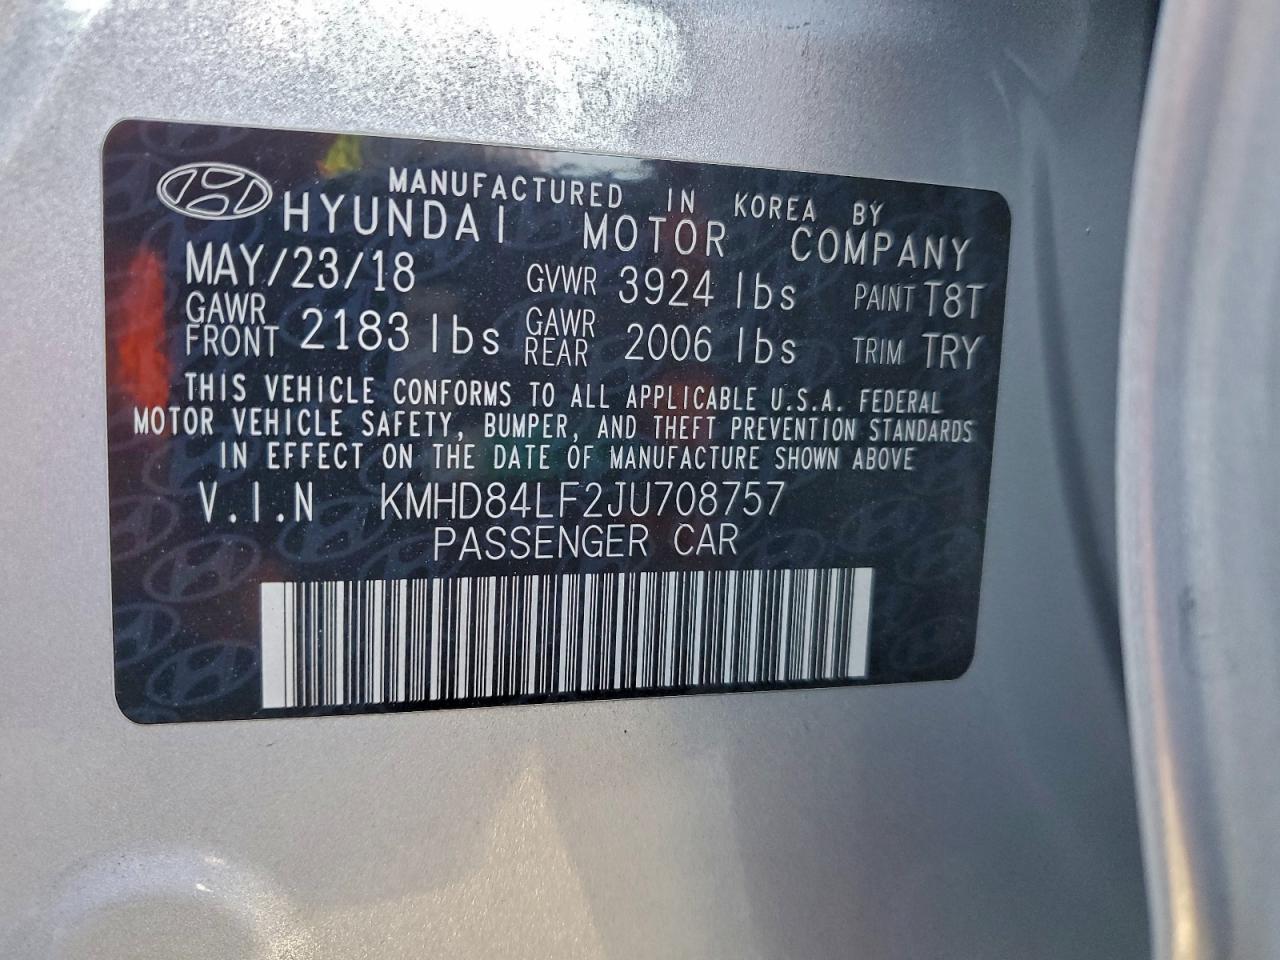 MANUFACTURED IN KOREA BY
HYUNDAI MOTOR COMPANY
MAY/23/18 GVWR 3924 lbs PAINT T8T
GAWR FRONT 2183 lbs GAWR REAR 2006 lbs TRIM TRY
THIS VEHICLE CONFORMS TO ALL APPLICABLE U.S.A. FEDERAL
MOTOR VEHICLE SAFETY, BUMPER, AND THEFT PREVENTION STANDARDS
IN EFFECT ON THE DATE OF MANUFACTURE SHOWN ABOVE
V.I.N KMHD84LF2JU708757
PASSENGER CAR